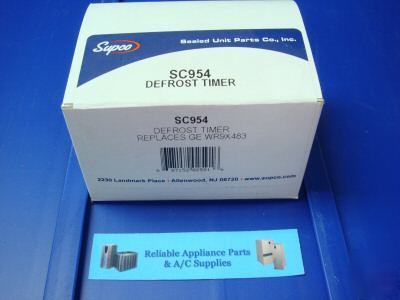 Supco
Sealed Unit Parts Co., Inc.
SC954
DEFROST TIMER
SC954
DEFROST TIMER
REPLACES GE WR9X483
2230 Landmark Place • Allenwood, NJ 08720 • www.supco.com
Reliable Appliance Parts
& A/C Supplies